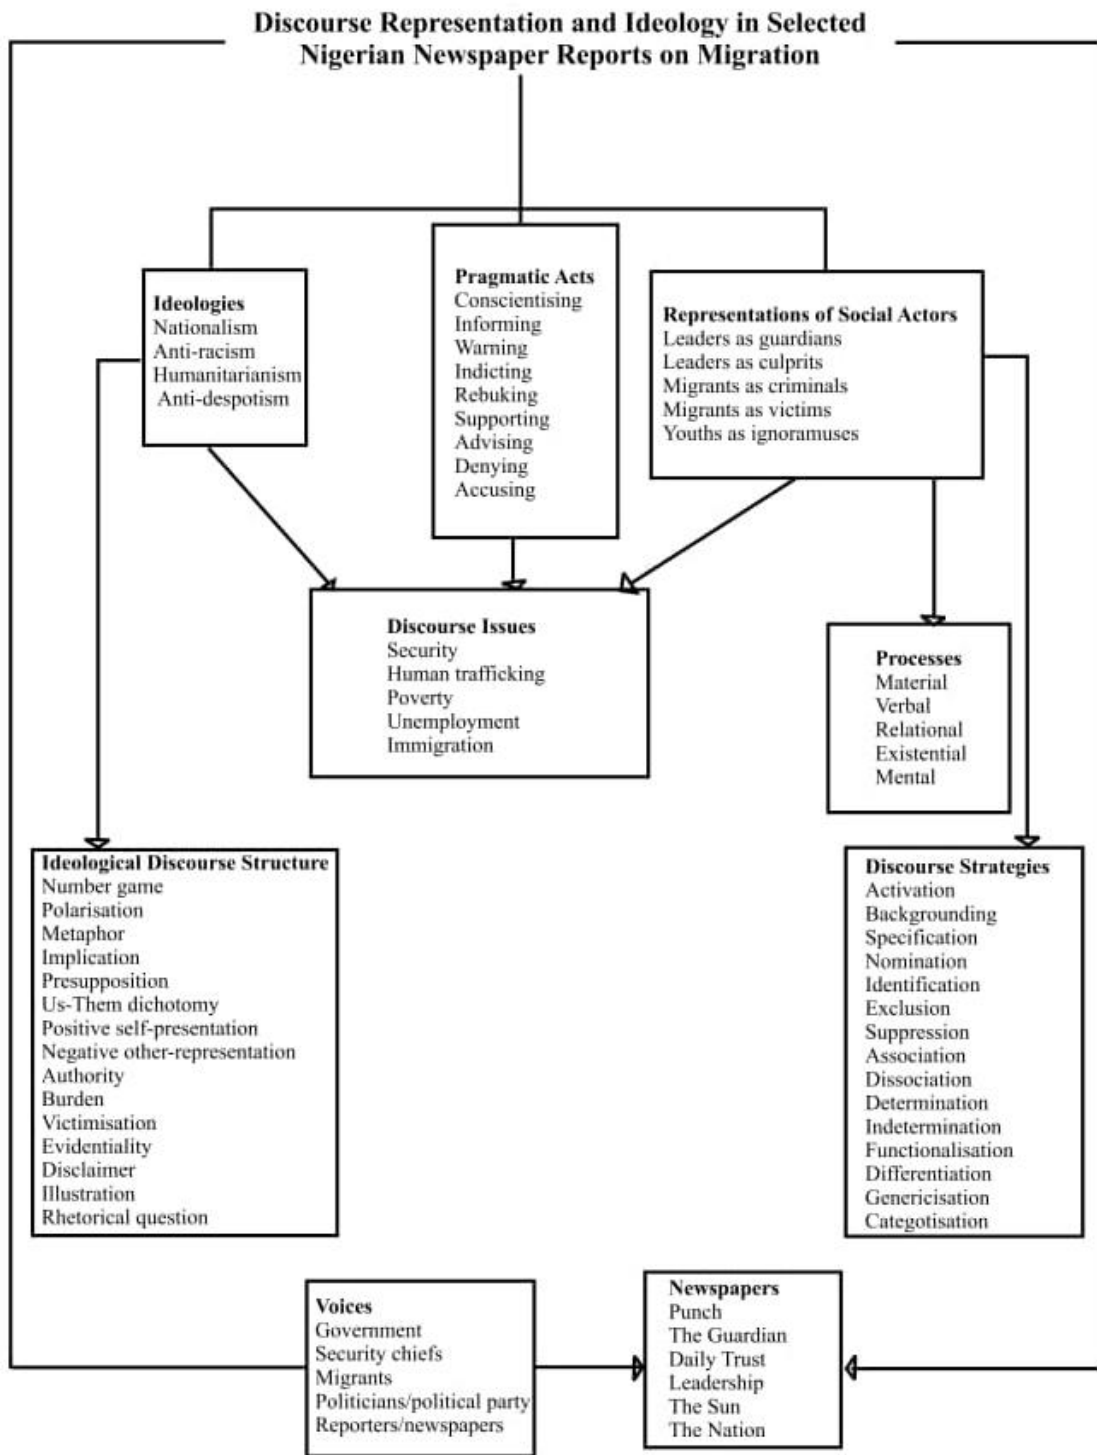 Discourse Representation and Ideology in Selected
Nigerian Newspaper Reports on Migration
Ideologies
Nationalism
Anti-racism
Humanitarianism
Anti-despotism
Pragmatic Acts
Conscientising
Informing
Warning
Indicting
Rebuking
Supporting
Advising
Denying
Accusing
Representations of Social Actors
Leaders as guardians
Leaders as culprits
Migrants as criminals
Migrants as victims
Youths as ignoramuses
Discourse Issues
Security
Human trafficking
Poverty
Unemployment
Immigration
Processes
Material
Verbal
Relational
Existential
Mental
Ideological Discourse Structure
Number game
Polarisation
Metaphor
Implication
Presupposition
Us-Them dichotomy
Positive self-presentation
Negative other-representation
Authority
Burden
Victimisation
Evidentiality
Disclaimer
Illustration
Rhetorical question
Discourse Strategies
Activation
Backgrounding
Specification
Nomination
Identification
Exclusion
Suppression
Association
Dissociation
Determination
Indetermination
Functionalisation
Differentiation
Genericisation
Categotisation
Voices
Government
Security chiefs
Migrants
Politicians/political party
Reporters/newspapers
Newspapers
Punch
The Guardian
Daily Trust
Leadership
The Sun
The Nation